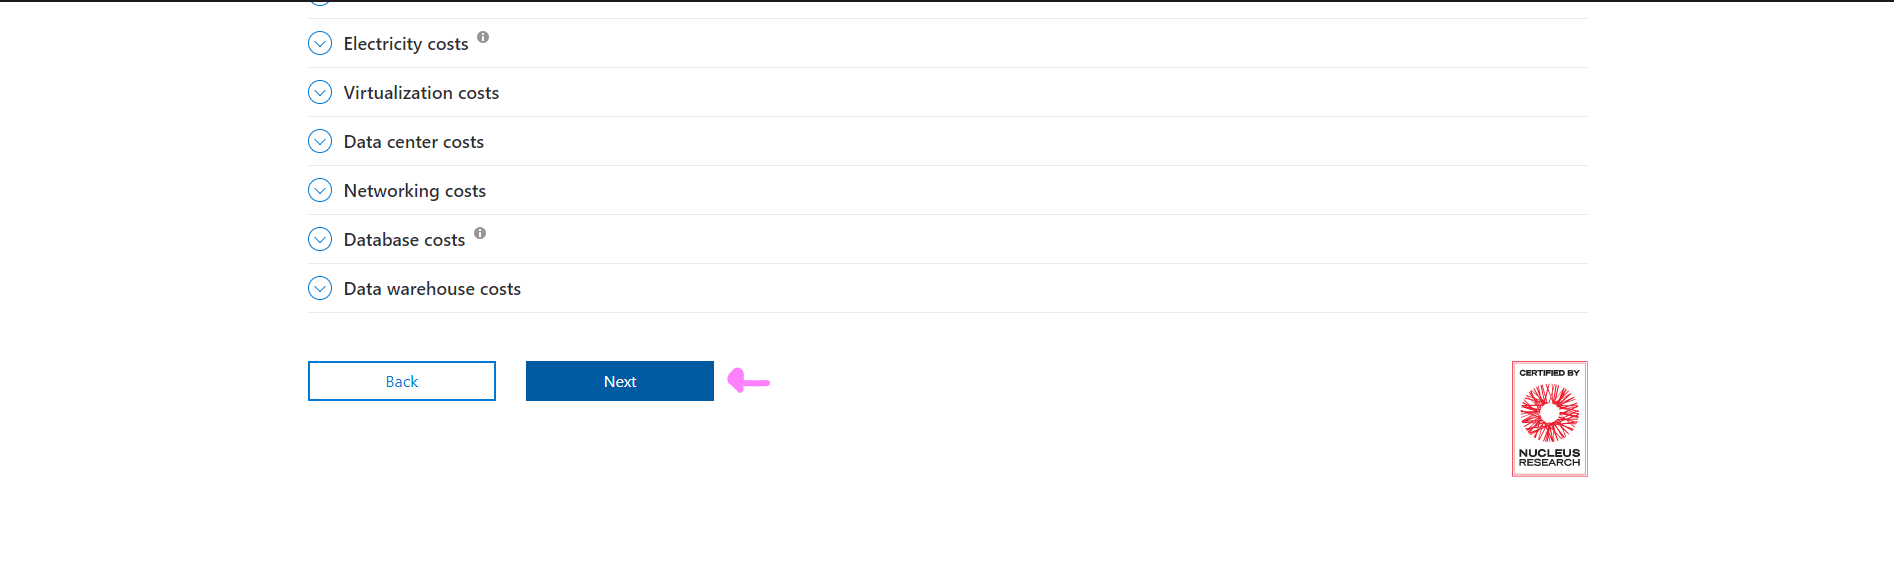 Electricity costs
Virtualization costs
Data center costs
Networking costs
Database costs
Data warehouse costs
Back
Next
CERTIFIED BY
NUCLEUS
RESEARCH